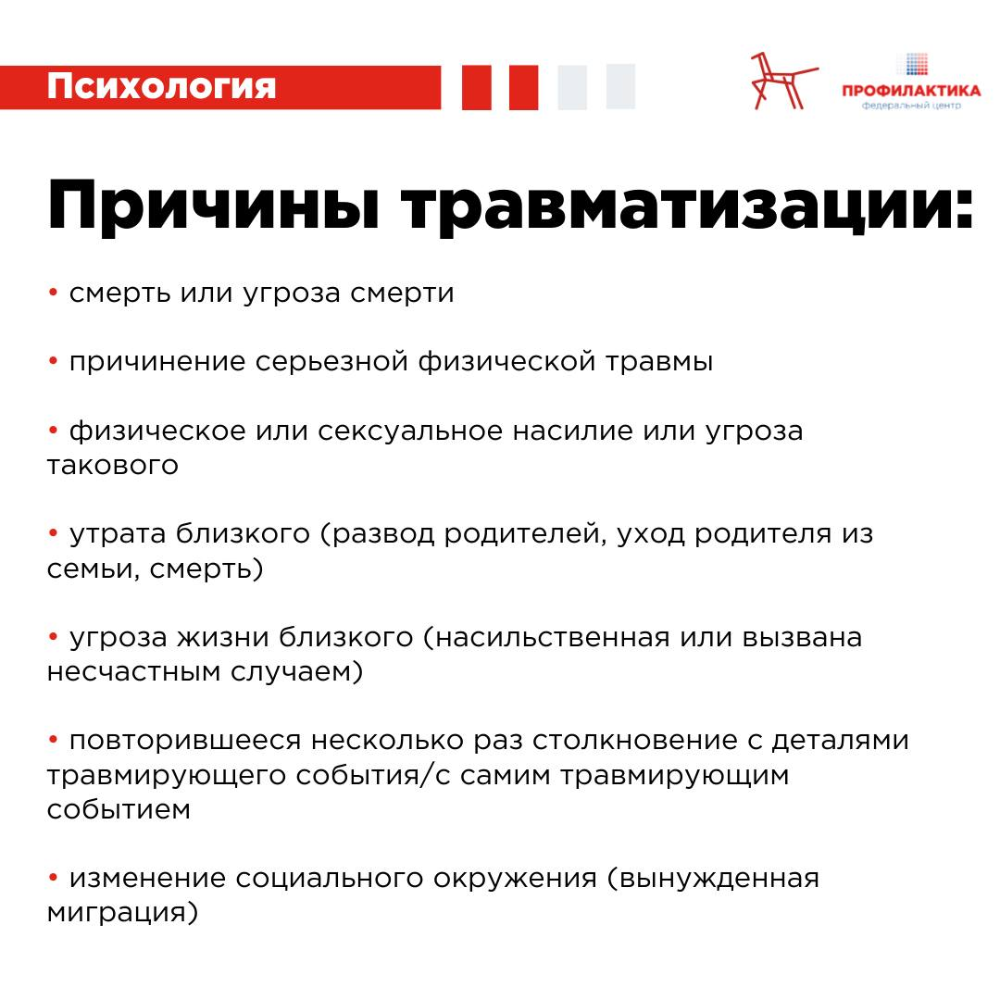 Психология
ПРОФИЛАКТИКА
федеральный центр
Причины травматизации:
• смерть или угроза смерти
• причинение серьезной физической травмы
• физическое или сексуальное насилие или угроза
такового
• утрата близкого (развод родителей, уход родителя из
семьи, смерть)
• угроза жизни близкого (насильственная или вызвана
несчастным случаем)
• повторившееся несколько раз столкновение с деталями
травмирующего события/с самим травмирующим
событием
• изменение социального окружения (вынужденная
миграция)